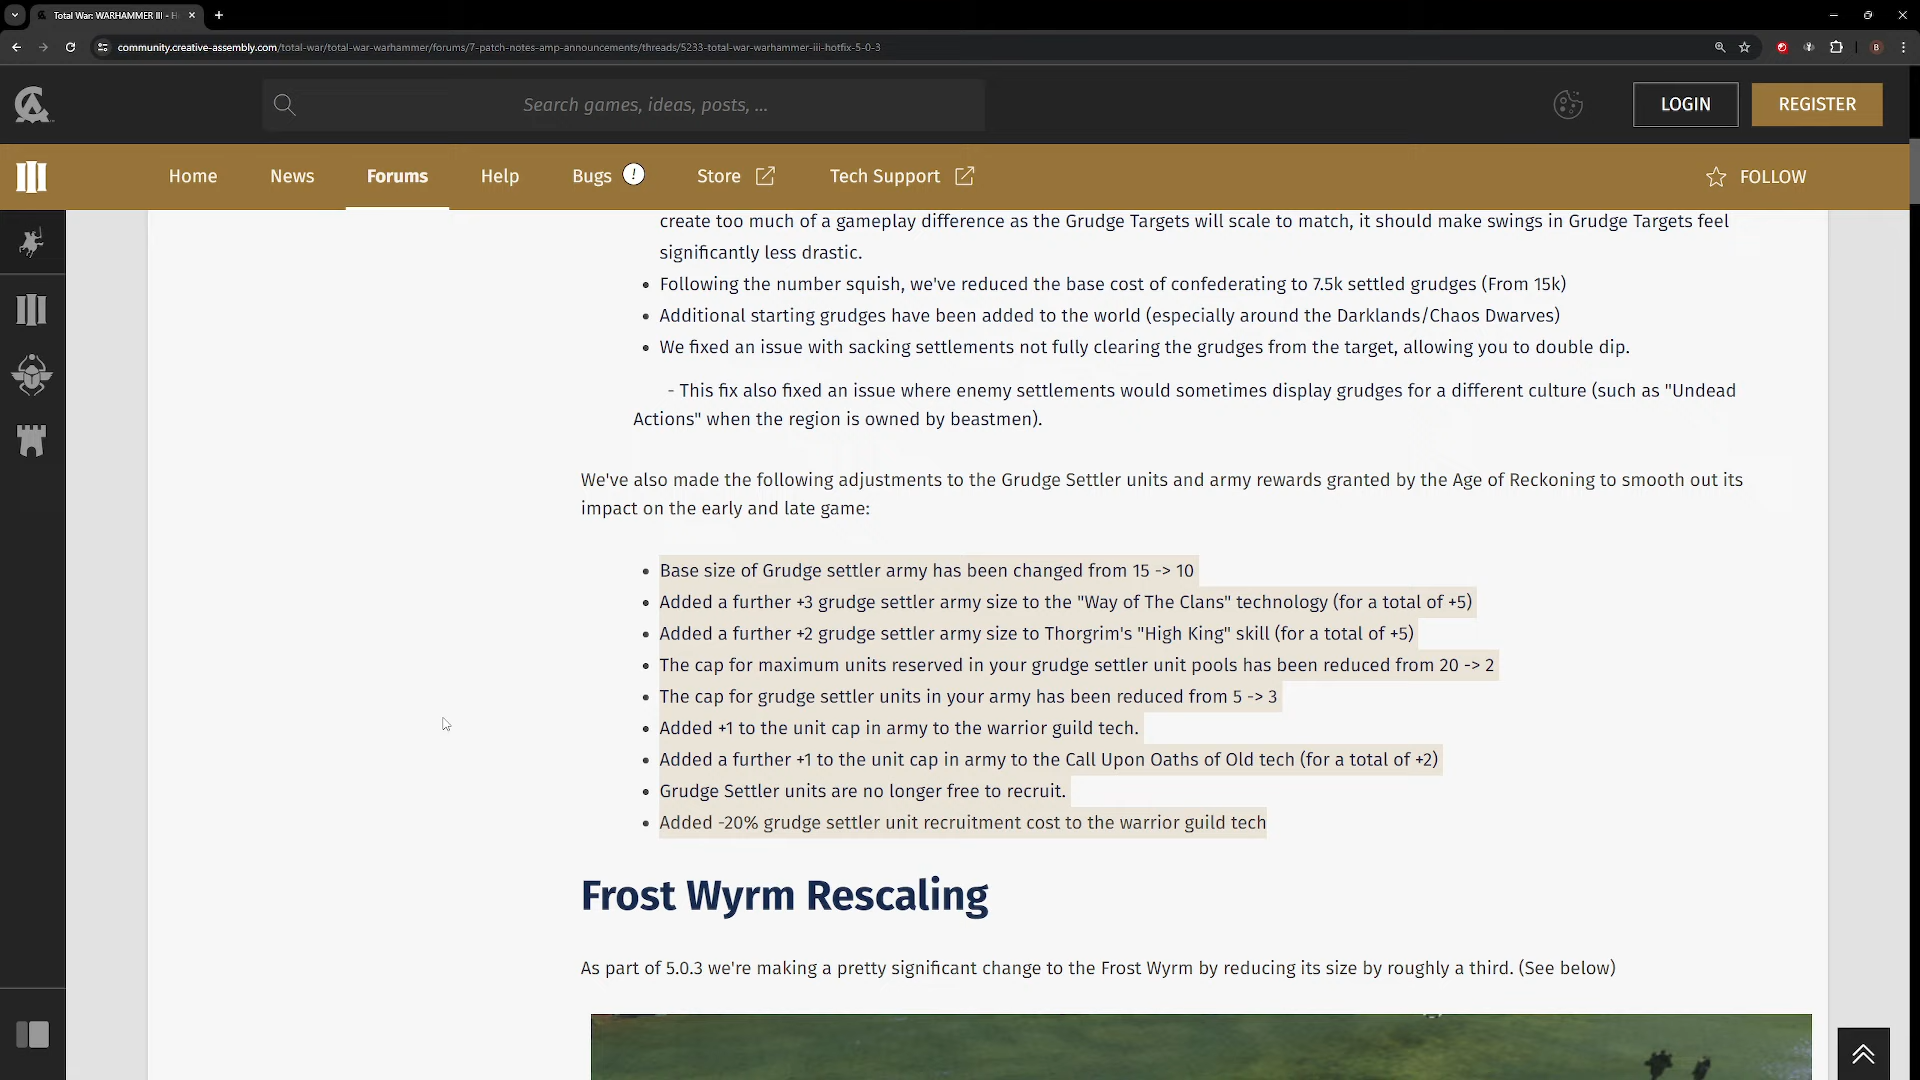 Total War: WARHAMMER III - H
community.creative-assembly.com/total-war/total-war-warhammer/forums/7-patch-notes-amp-announcements/threads/5233-total-war-warhammer-iii-hotfix-5-0-3
B
Search games, ideas, posts, ...
LOGIN
REGISTER
Home
News
Forums
Help
Bugs
!
Store
Tech Support
FOLLOW
create too much of a gameplay difference as the Grudge Targets will scale to match, it should make swings in Grudge Targets feel
significantly less drastic.
• Following the number squish, we've reduced the base cost of confederating to 7.5k settled grudges (From 15k)
• Additional starting grudges have been added to the world (especially around the Darklands/Chaos Dwarves)
• We fixed an issue with sacking settlements not fully clearing the grudges from the target, allowing you to double dip.
- This fix also fixed an issue where enemy settlements would sometimes display grudges for a different culture (such as "Undead
Actions" when the region is owned by beastmen).
We've also made the following adjustments to the Grudge Settler units and army rewards granted by the Age of Reckoning to smooth out its
impact on the early and late game:
• Base size of Grudge settler army has been changed from 15 -> 10
• Added a further +3 grudge settler army size to the "Way of The Clans" technology (for a total of +5)
• Added a further +2 grudge settler army size to Thorgrim's "High King" skill (for a total of +5)
• The cap for maximum units reserved in your grudge settler unit pools has been reduced from 20 -> 2
• The cap for grudge settler units in your army has been reduced from 5 -> 3
• Added +1 to the unit cap in army to the warrior guild tech.
• Added a further +1 to the unit cap in army to the Call Upon Oaths of Old tech (for a total of +2)
• Grudge Settler units are no longer free to recruit.
• Added -20% grudge settler unit recruitment cost to the warrior guild tech
Frost Wyrm Rescaling
As part of 5.0.3 we're making a pretty significant change to the Frost Wyrm by reducing its size by roughly a third. (See below)